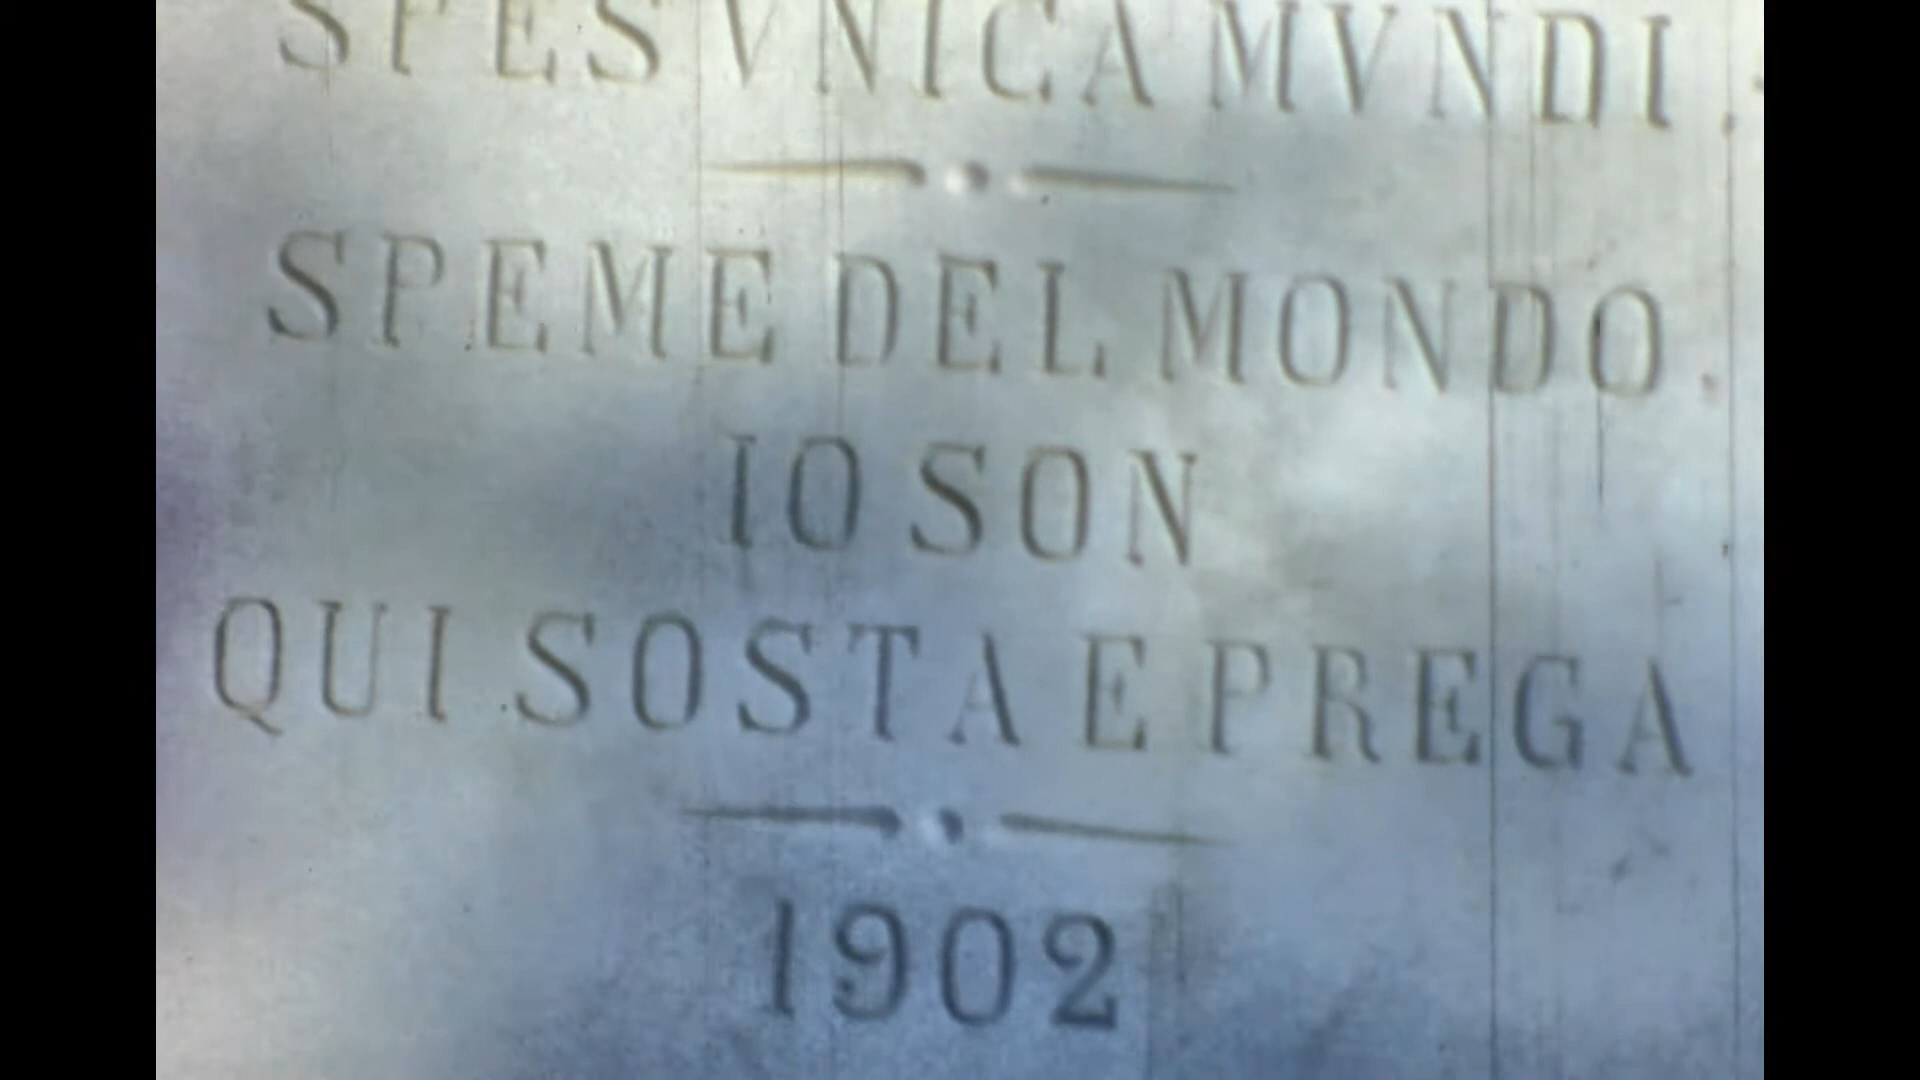 SPES VNICA MVNDI.
SPEME DEL MONDO.
IO SON
QUI SOSTA E PREGA
1902